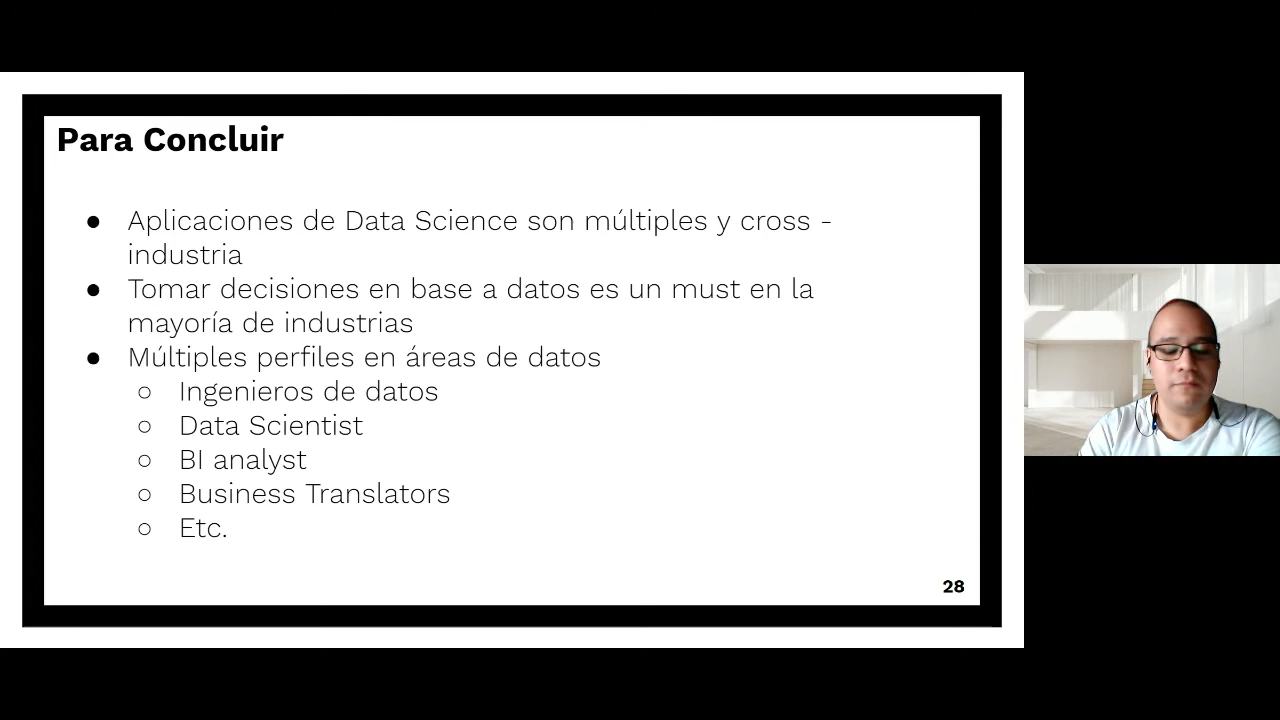 Para Concluir
● Aplicaciones de Data Science son múltiples y cross -
industria
● Tomar decisiones en base a datos es un must en la
mayoría de industrias
● Múltiples perfiles en áreas de datos
○ Ingenieros de datos
○ Data Scientist
○ BI analyst
○ Business Translators
○ Etc.
28